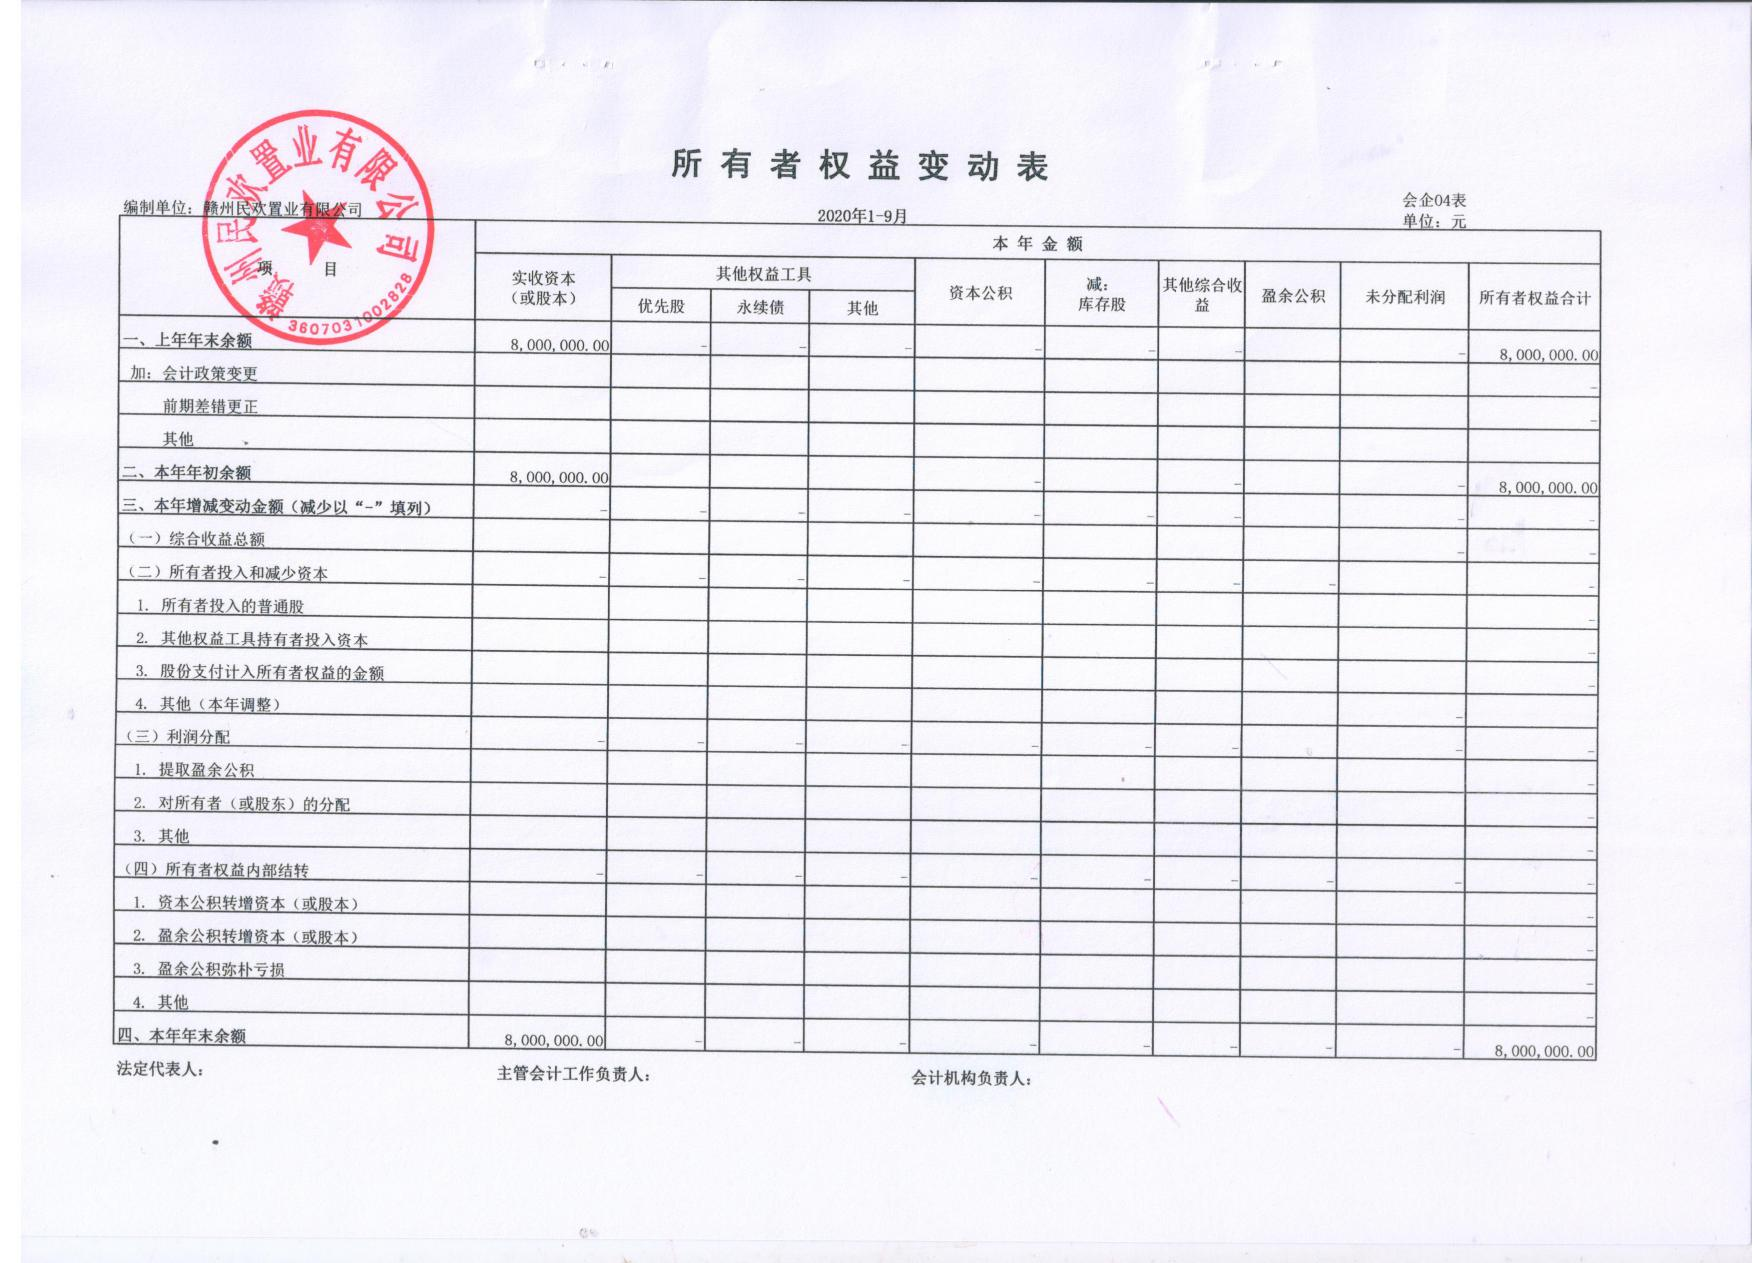 所有者权益变动表
会企04表
编制单位：赣州民欢置业有限公司 2020年1-9月 单位：元
赣州民欢置业有限公司
3607031002828
项 目 本年金额
实收资本（或股本） 其他权益工具 资本公积 减：库存股 其他综合收益 盈余公积 未分配利润 所有者权益合计
优先股 永续债 其他
一、上年年末余额 8,000,000.00 - - - - - - - 8,000,000.00
加：会计政策变更 -
前期差错更正 -
其他
二、本年年初余额 8,000,000.00 - - - 8,000,000.00
三、本年增减变动金额（减少以“-”填列） - - - - - - - - -
（一）综合收益总额 - -
（二）所有者投入和减少资本 - - - - - - - - -
1. 所有者投入的普通股 -
2. 其他权益工具持有者投入资本 -
3. 股份支付计入所有者权益的金额 -
4. 其他（本年调整） - -
（三）利润分配 - - - - - - - - -
1. 提取盈余公积 -
2. 对所有者（或股东）的分配 -
3. 其他 -
（四）所有者权益内部结转 - - - - - - - - - -
1. 资本公积转增资本（或股本） -
2. 盈余公积转增资本（或股本） -
3. 盈余公积弥朴亏损 -
4. 其他 -
四、本年年末余额 8,000,000.00 - - - - - - - - 8,000,000.00
法定代表人： 主管会计工作负责人： 会计机构负责人：